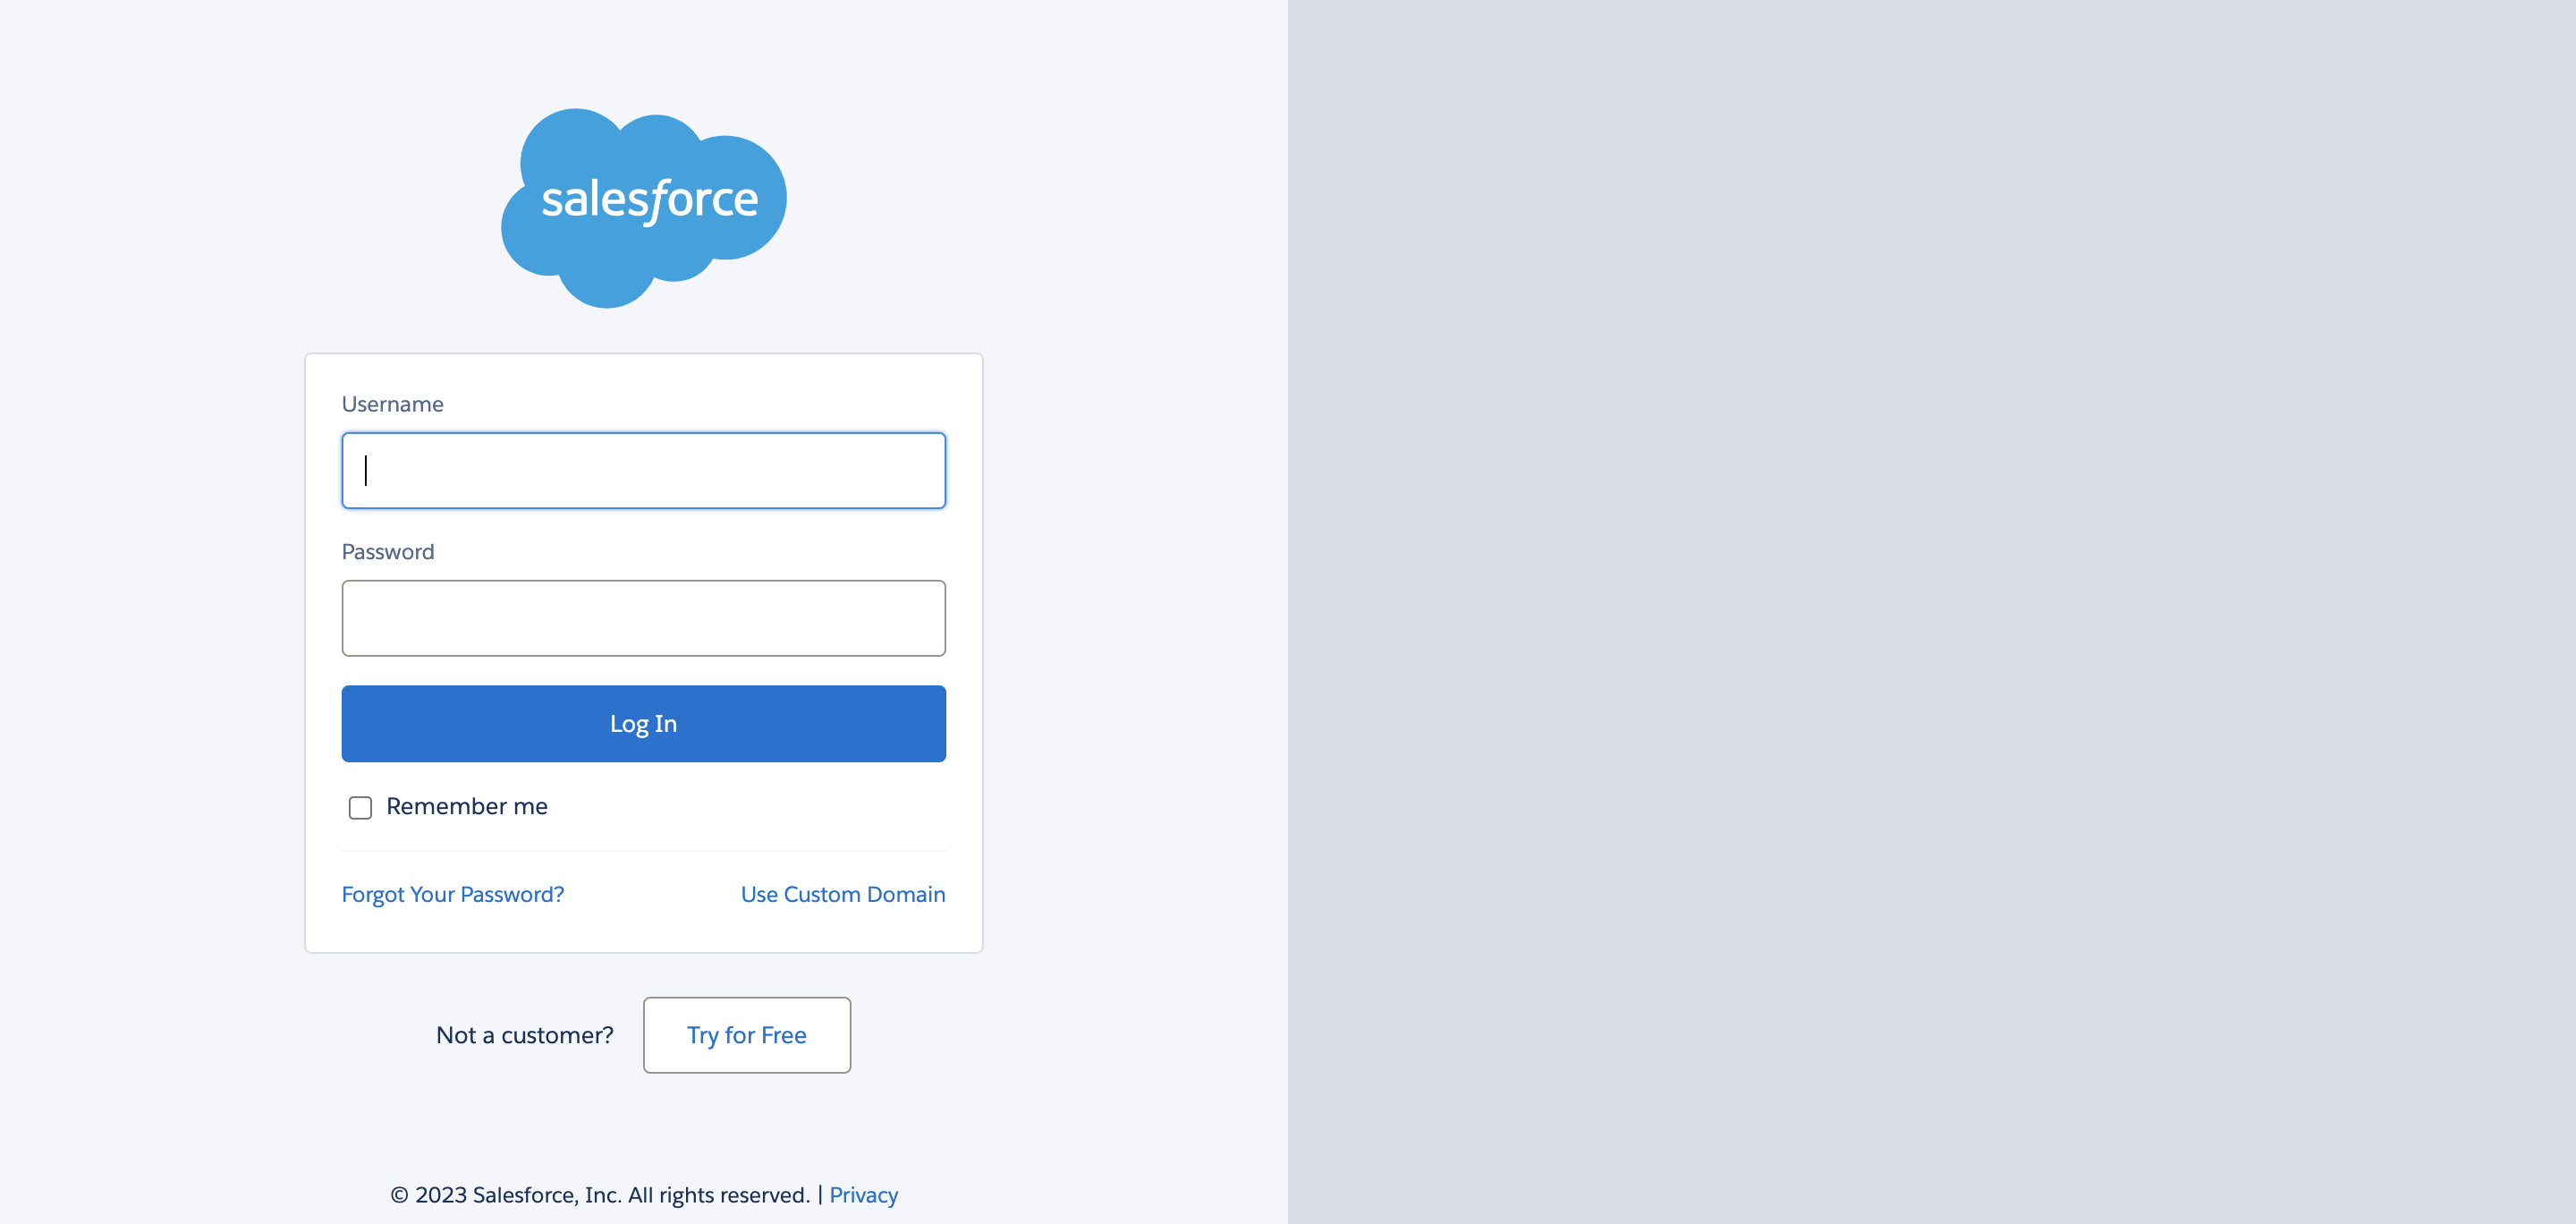 salesforce
Username
Password
Log In
Remember me
Forgot Your Password? Use Custom Domain
Not a customer? Try for Free
© 2023 Salesforce, Inc. All rights reserved. | Privacy